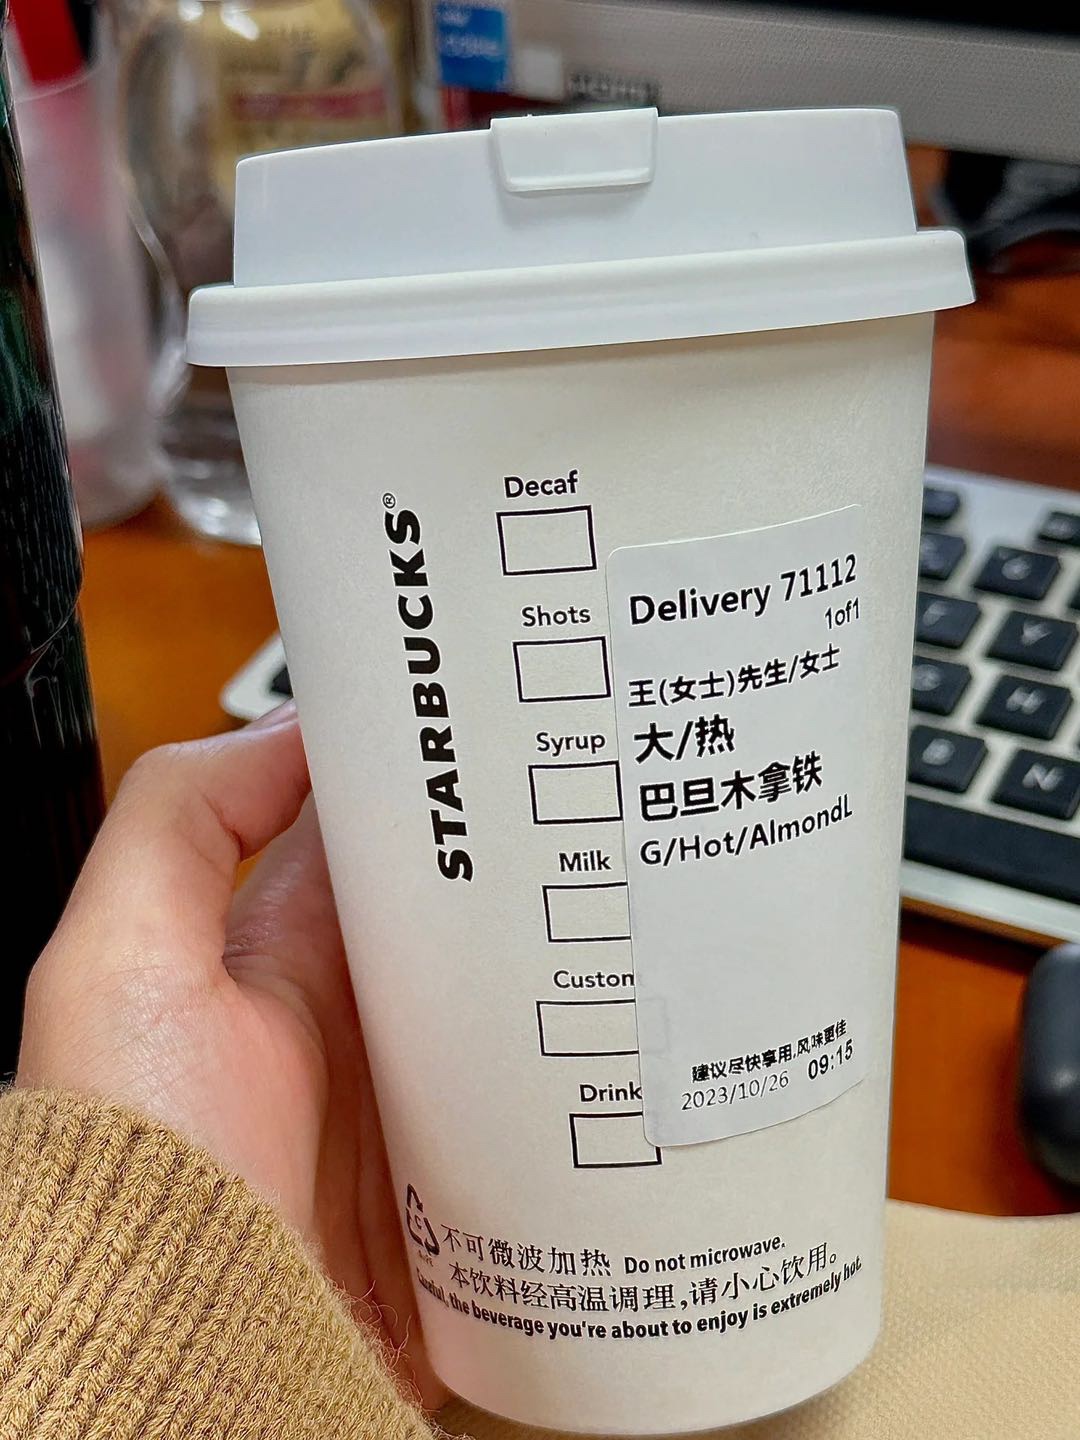 STARBUCKS®
Decaf
Shots
Syrup
Milk
Custom
Drink
Delivery 71112
1of1
王(女士)先生/女士
大/热
巴旦木拿铁
G/Hot/AlmondL
建议尽快享用,风味更佳
2023/10/26 09:15
不可微波加热 Do not microwave.
本饮料经高温调理,请小心饮用。
Careful, the beverage you're about to enjoy is extremely hot.